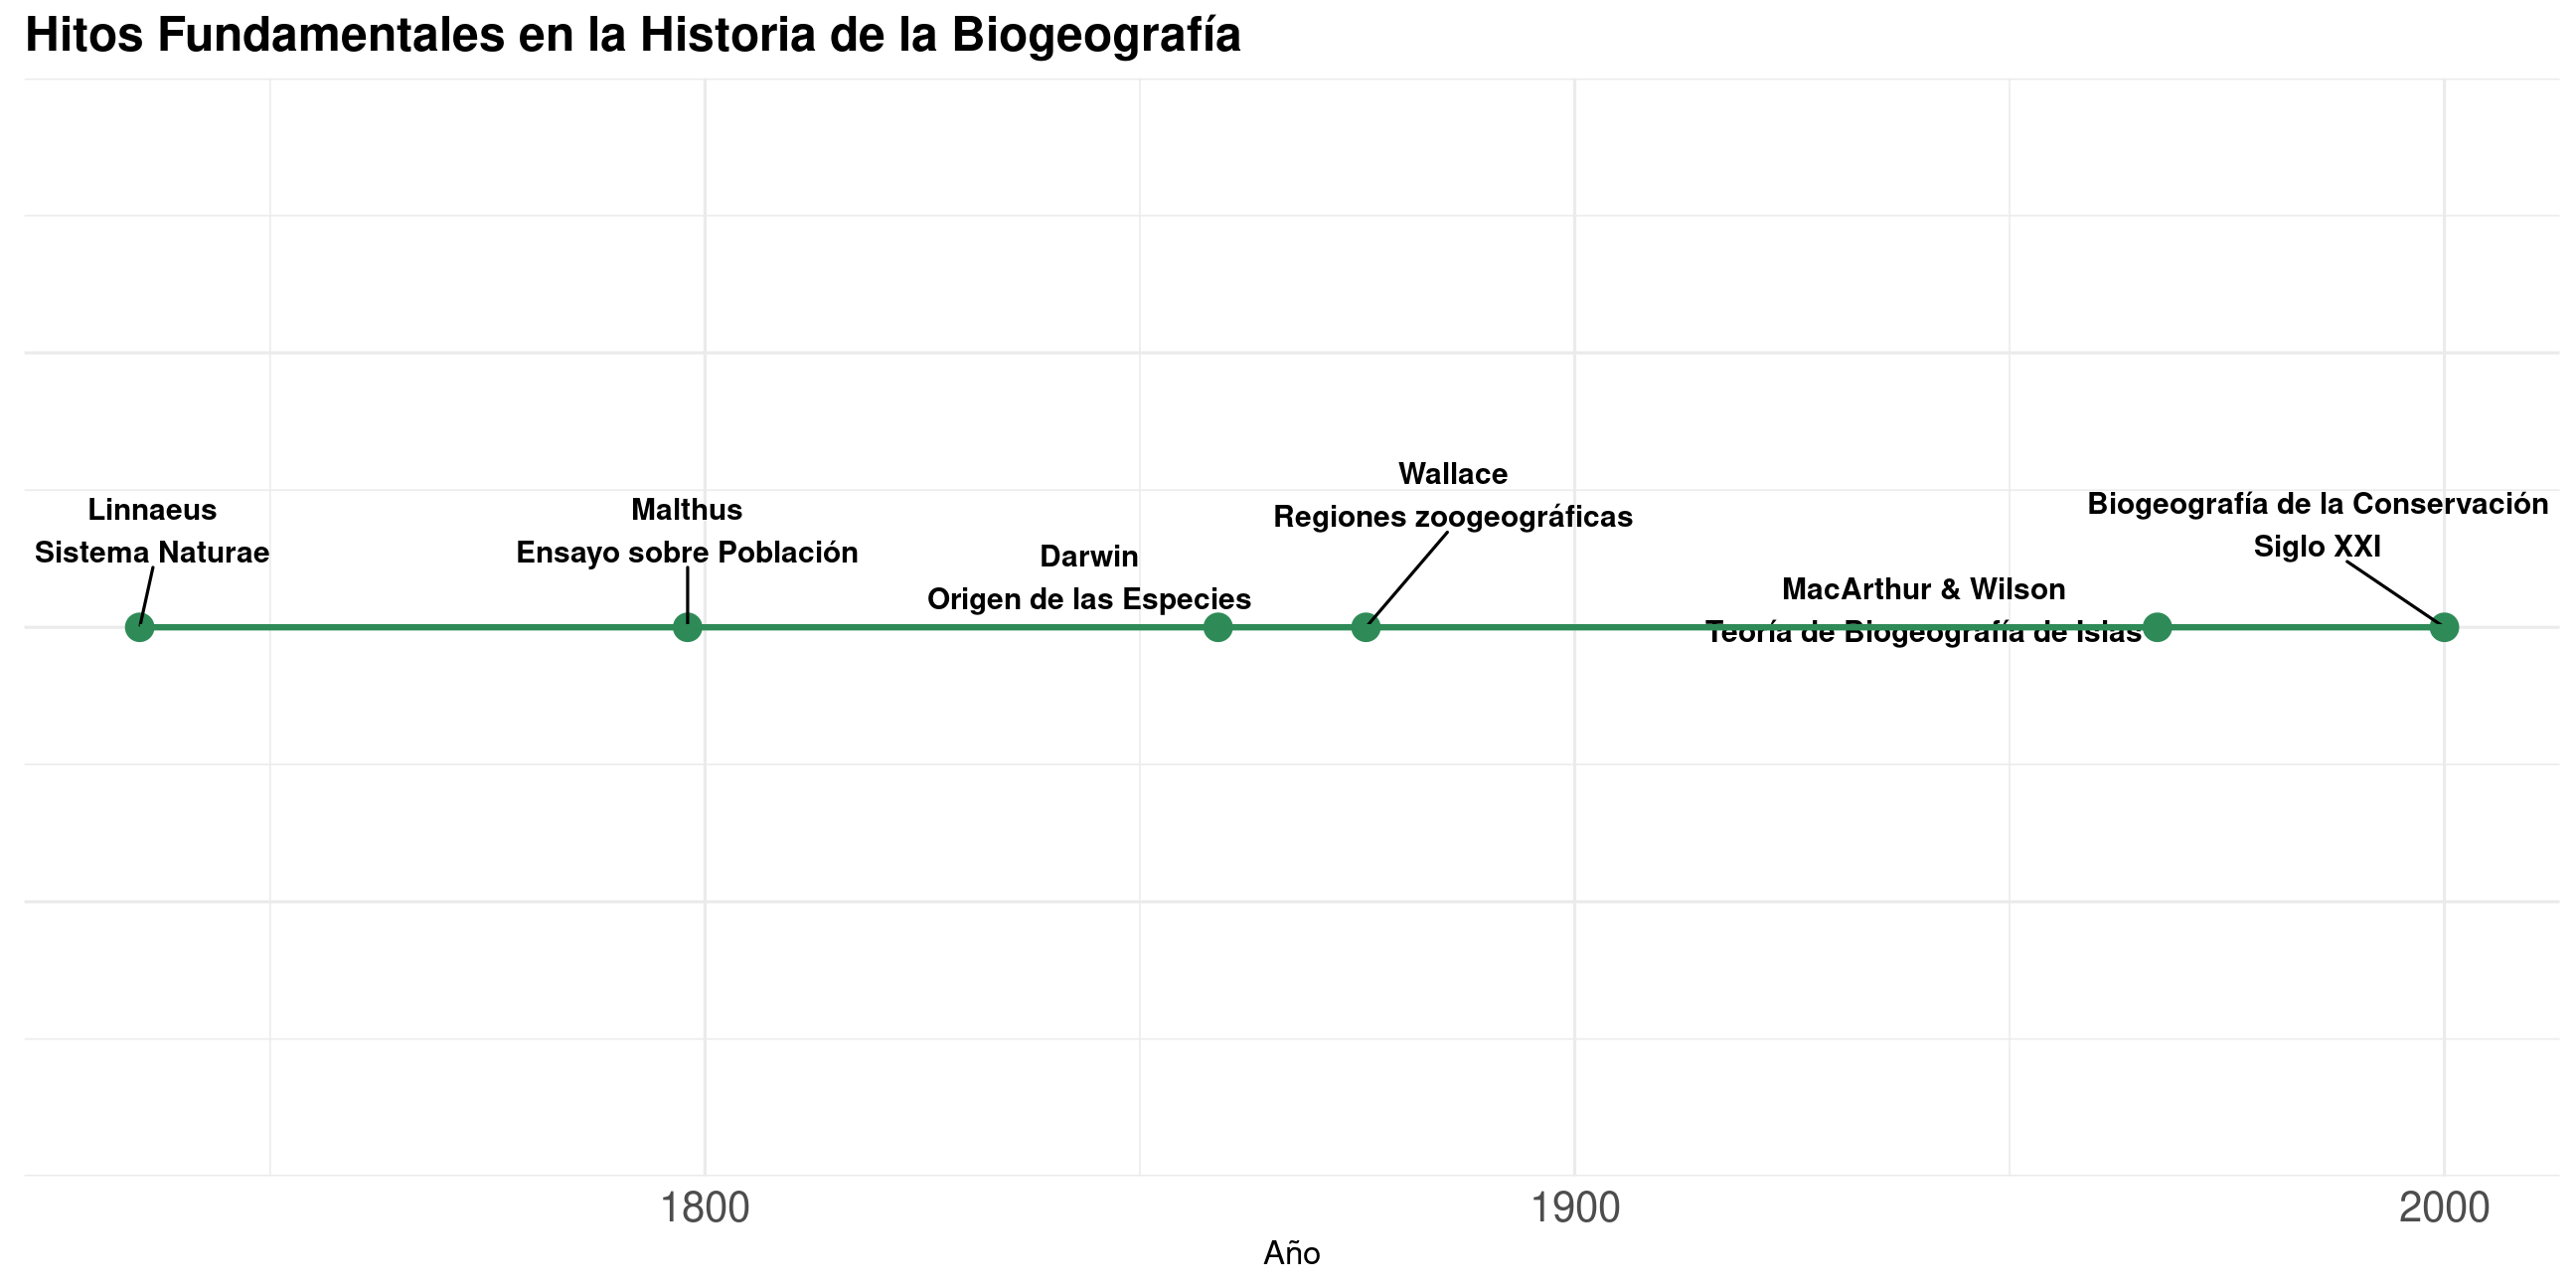 Hitos Fundamentales en la Historia de la Biogeografía
Linnaeus
Sistema Naturae
Malthus
Ensayo sobre Población
Darwin
Origen de las Especies
Wallace
Regiones zoogeográficas
MacArthur & Wilson
Teoría de Biogeografía de Islas
Biogeografía de la Conservación
Siglo XXI
1800
1900
2000
Año